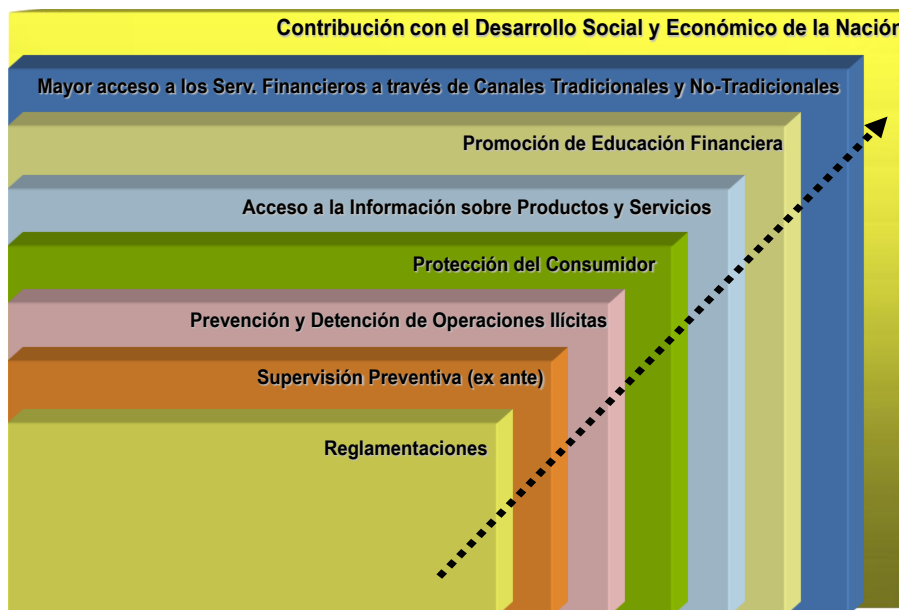 Contribución con el Desarrollo Social y Económico de la Nación
Mayor acceso a los Serv. Financieros a través de Canales Tradicionales y No-Tradicionales
Promoción de Educación Financiera
Acceso a la Información sobre Productos y Servicios
Protección del Consumidor
Prevención y Detención de Operaciones Ilícitas
Supervisión Preventiva (ex ante)
Reglamentaciones